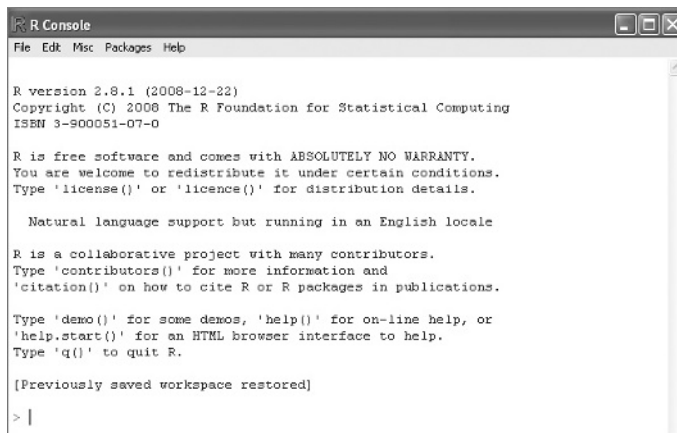 R Console
File Edit Misc Packages Help
R version 2.8.1 (2008-12-22)
Copyright (C) 2008 The R Foundation for Statistical Computing
ISBN 3-900051-07-0
R is free software and comes with ABSOLUTELY NO WARRANTY.
You are welcome to redistribute it under certain conditions.
Type 'license()' or 'licence()' for distribution details.
Natural language support but running in an English locale
R is a collaborative project with many contributors.
Type 'contributors()' for more information and
'citation()' on how to cite R or R packages in publications.
Type 'demo()' for some demos, 'help()' for on-line help, or
'help.start()' for an HTML browser interface to help.
Type 'q()' to quit R.
[Previously saved workspace restored]
>